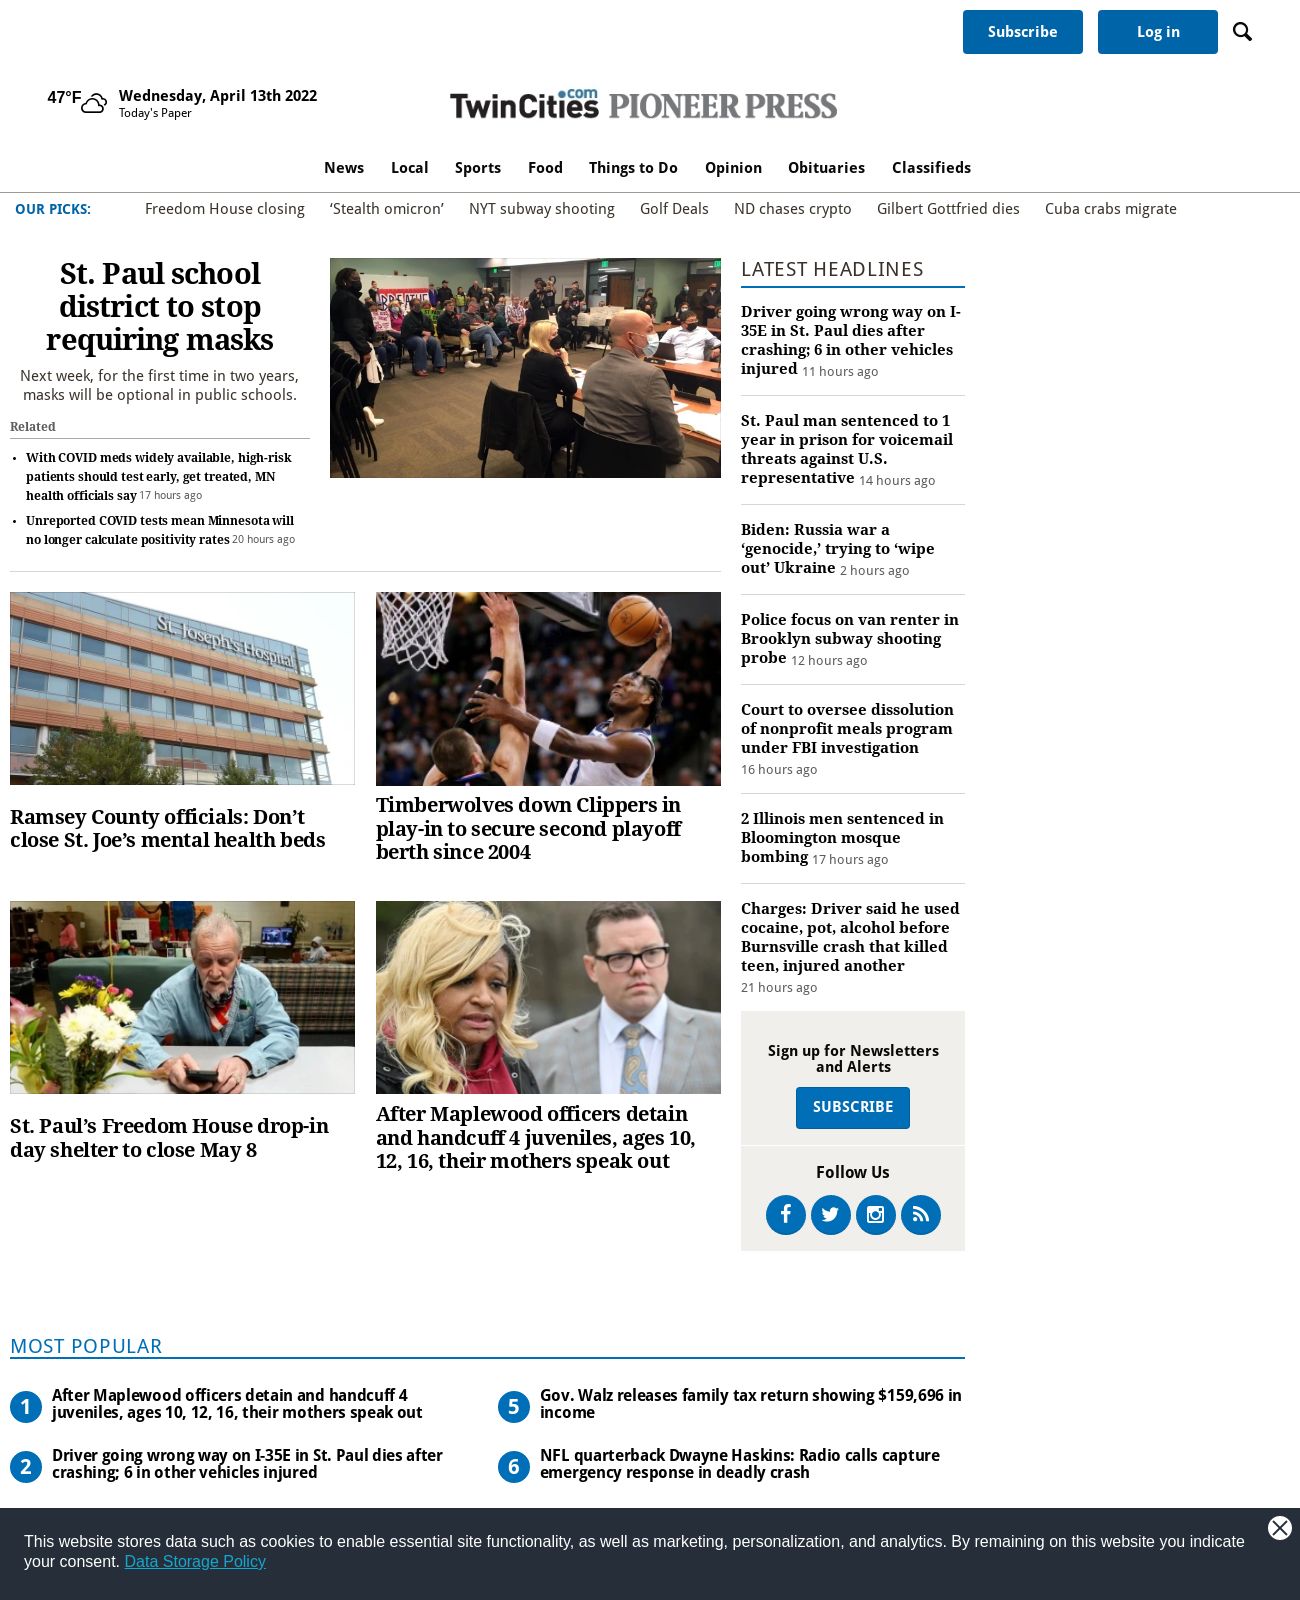 Subscribe
Log in
47°F
Wednesday, April 13th 2022
Today's Paper
TwinCities.com PIONEER PRESS
News Local Sports Food Things to Do Opinion Obituaries Classifieds
OUR PICKS: Freedom House closing ‘Stealth omicron’ NYT subway shooting Golf Deals ND chases crypto Gilbert Gottfried dies Cuba crabs migrate
St. Paul school
district to stop
requiring masks
Next week, for the first time in two years,
masks will be optional in public schools.
Related
With COVID meds widely available, high-risk
patients should test early, get treated, MN
health officials say 17 hours ago
Unreported COVID tests mean Minnesota will
no longer calculate positivity rates 20 hours ago
BREATHE
St. Joseph's Hospital
Ramsey County officials: Don’t
close St. Joe’s mental health beds
Timberwolves down Clippers in
play-in to secure second playoff
berth since 2004
St. Paul’s Freedom House drop-in
day shelter to close May 8
After Maplewood officers detain
and handcuff 4 juveniles, ages 10,
12, 16, their mothers speak out
LATEST HEADLINES
Driver going wrong way on I-
35E in St. Paul dies after
crashing; 6 in other vehicles
injured 11 hours ago
St. Paul man sentenced to 1
year in prison for voicemail
threats against U.S.
representative 14 hours ago
Biden: Russia war a
‘genocide,’ trying to ‘wipe
out’ Ukraine 2 hours ago
Police focus on van renter in
Brooklyn subway shooting
probe 12 hours ago
Court to oversee dissolution
of nonprofit meals program
under FBI investigation
16 hours ago
2 Illinois men sentenced in
Bloomington mosque
bombing 17 hours ago
Charges: Driver said he used
cocaine, pot, alcohol before
Burnsville crash that killed
teen, injured another
21 hours ago
Sign up for Newsletters
and Alerts
SUBSCRIBE
Follow Us
MOST POPULAR
1 After Maplewood officers detain and handcuff 4
juveniles, ages 10, 12, 16, their mothers speak out
2 Driver going wrong way on I-35E in St. Paul dies after
crashing; 6 in other vehicles injured
5 Gov. Walz releases family tax return showing $159,696 in
income
6 NFL quarterback Dwayne Haskins: Radio calls capture
emergency response in deadly crash
This website stores data such as cookies to enable essential site functionality, as well as marketing, personalization, and analytics. By remaining on this website you indicate
your consent. Data Storage Policy